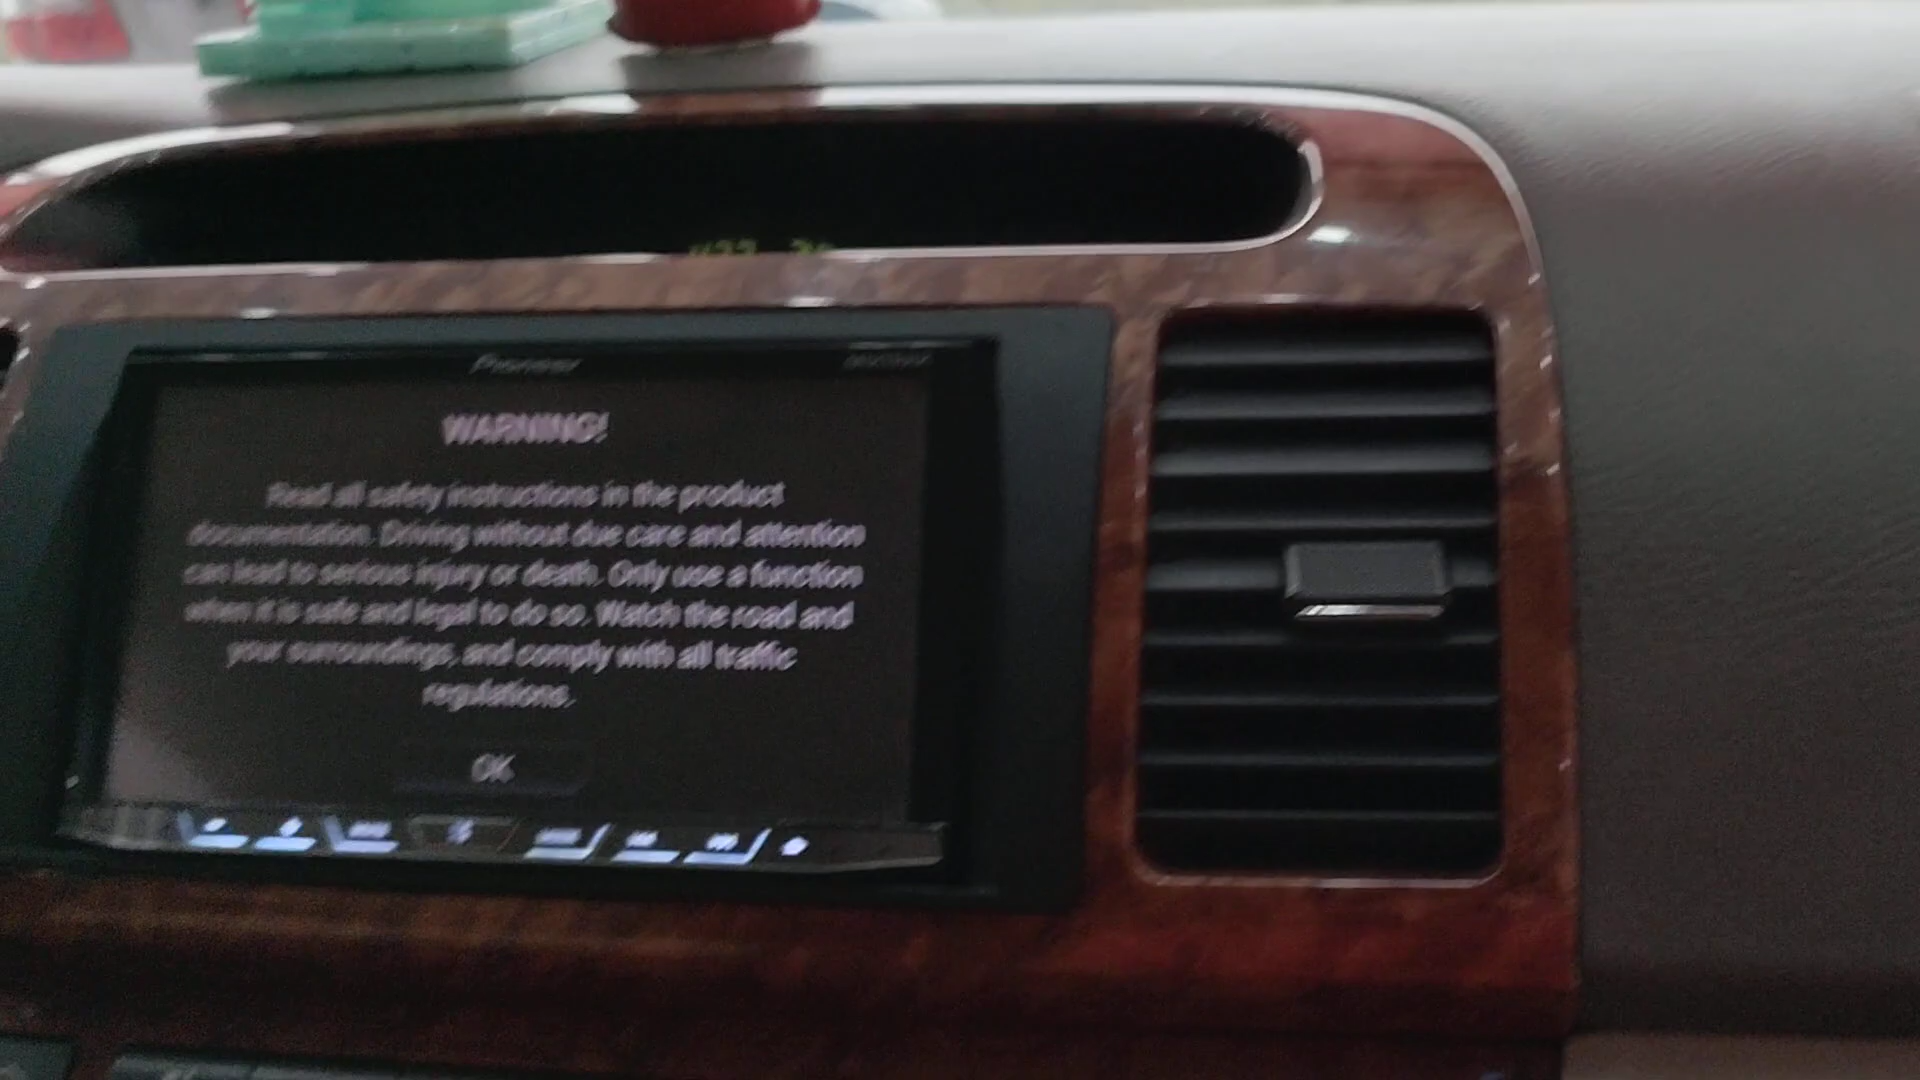 Pioneer
WARNING!
Read all safety instructions in the product
documentation. Driving without due care and attention
can lead to serious injury or death. Only use a function
when it is safe and legal to do so. Watch the road and
your surroundings, and comply with all traffic
regulations.
OK